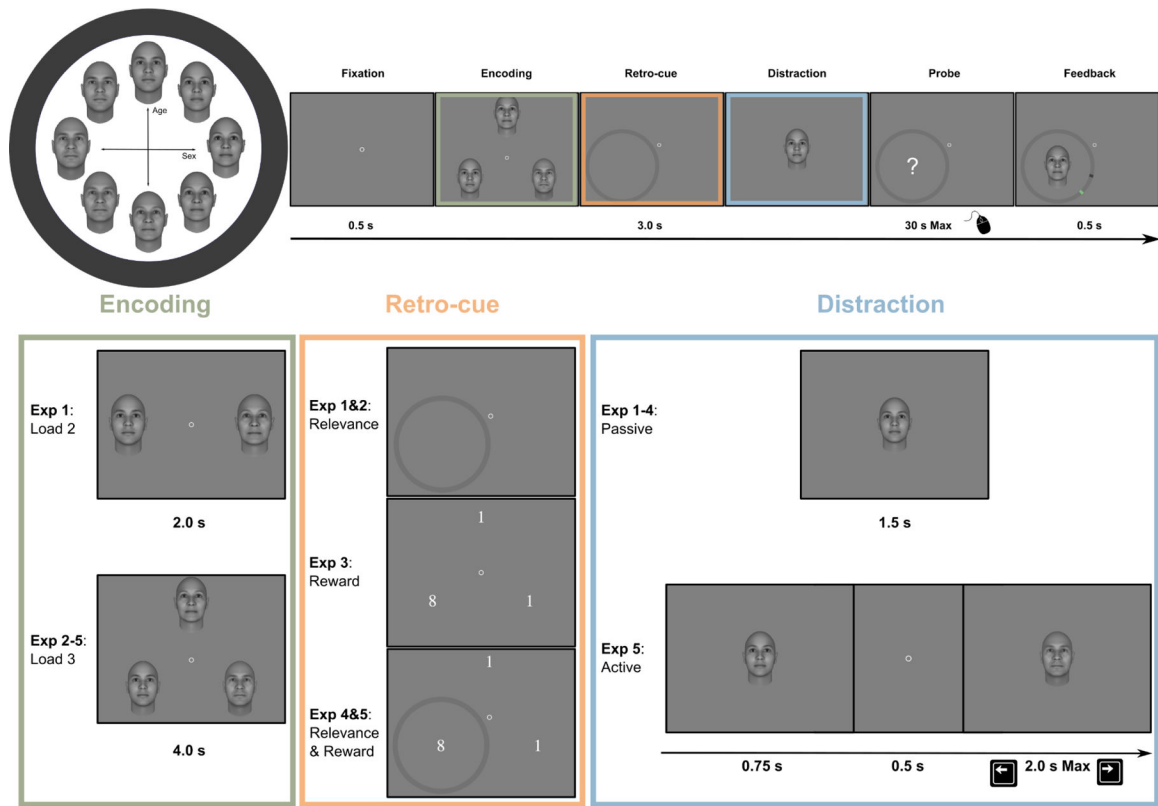 Age
Sex
Fixation
Encoding
Retro-cue
Distraction
Probe
Feedback
?
0.5 s
3.0 s
30 s Max
0.5 s
Encoding
Exp 1:
Load 2
2.0 s
Exp 2-5:
Load 3
4.0 s
Retro-cue
Exp 1&2:
Relevance
Exp 3:
Reward
1
8 1
Exp 4&5:
Relevance
& Reward
1
8 1
Distraction
Exp 1-4:
Passive
1.5 s
Exp 5:
Active
0.75 s
0.5 s
2.0 s Max